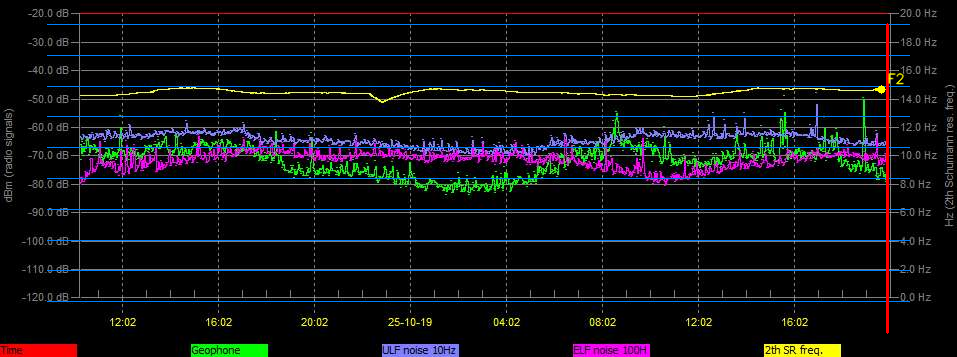 -20.0 dB
-30.0 dB
-40.0 dB
-50.0 dB
-60.0 dB
-70.0 dB
-80.0 dB
-90.0 dB
-100.0 dB
-110.0 dB
-120.0 dB
dBm (radio signals)
20.0 Hz
18.0 Hz
16.0 Hz
14.0 Hz
12.0 Hz
10.0 Hz
8.0 Hz
6.0 Hz
4.0 Hz
2.0 Hz
0.0 Hz
Hz (2th Schumann res. freq.)
F2
12:02 16:02 20:02 25-10-19 04:02 08:02 12:02 16:02
Time Geophone ULF noise 10Hz ELF noise 100H 2th SR freq.